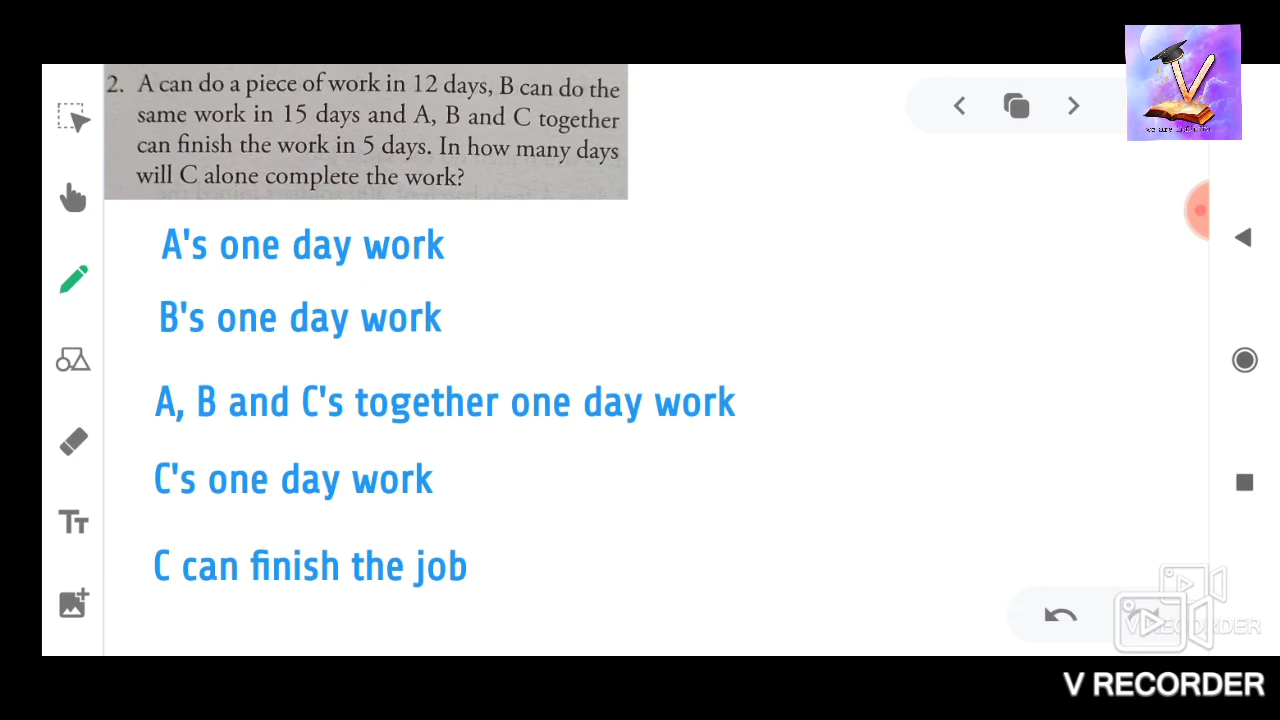 2. A can do a piece of work in 12 days, B can do the
same work in 15 days and A, B and C together
can finish the work in 5 days. In how many days
will C alone complete the work?
A's one day work
B's one day work
A, B and C's together one day work
C's one day work
C can finish the job
TT
V
V RECORDER
V RECORDER